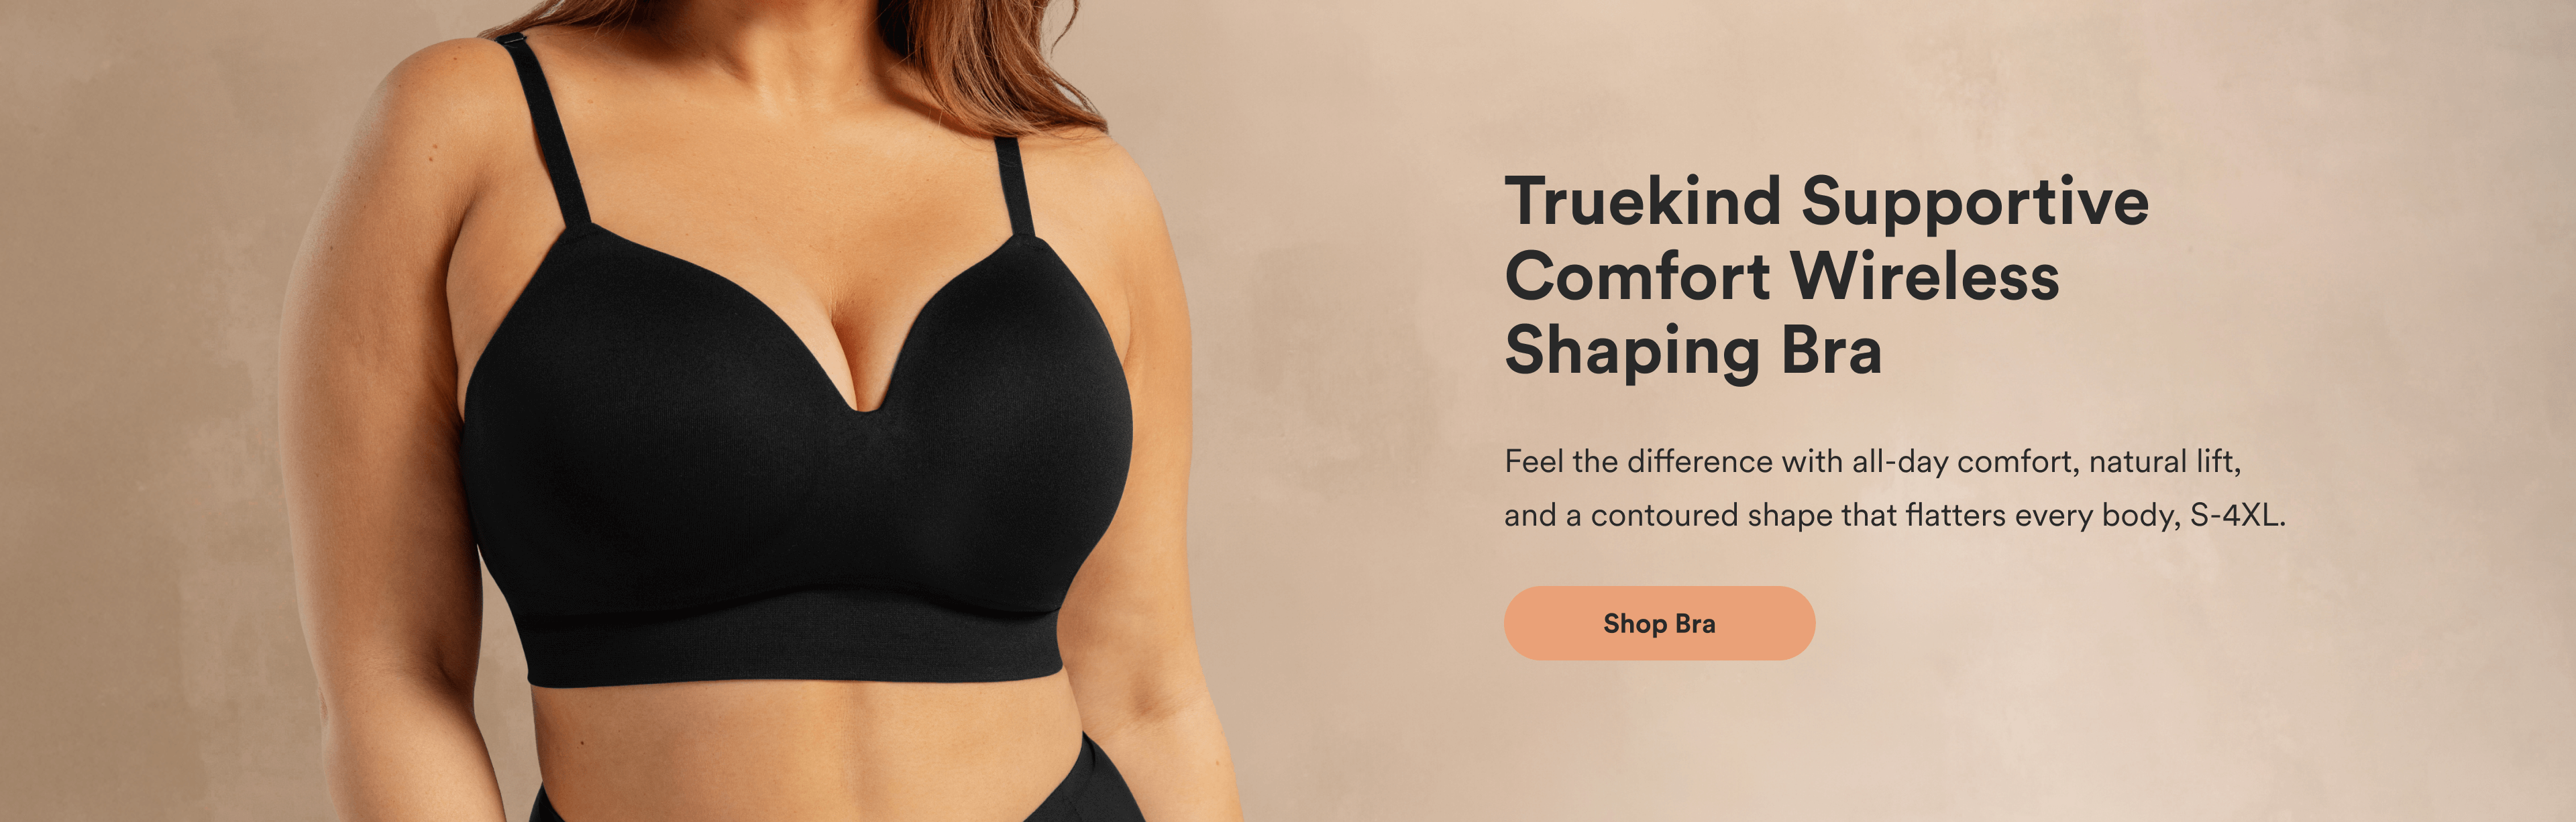 Truekind Supportive
Comfort Wireless
Shaping Bra
Feel the difference with all-day comfort, natural lift,
and a contoured shape that flatters every body, S-4XL.
Shop Bra